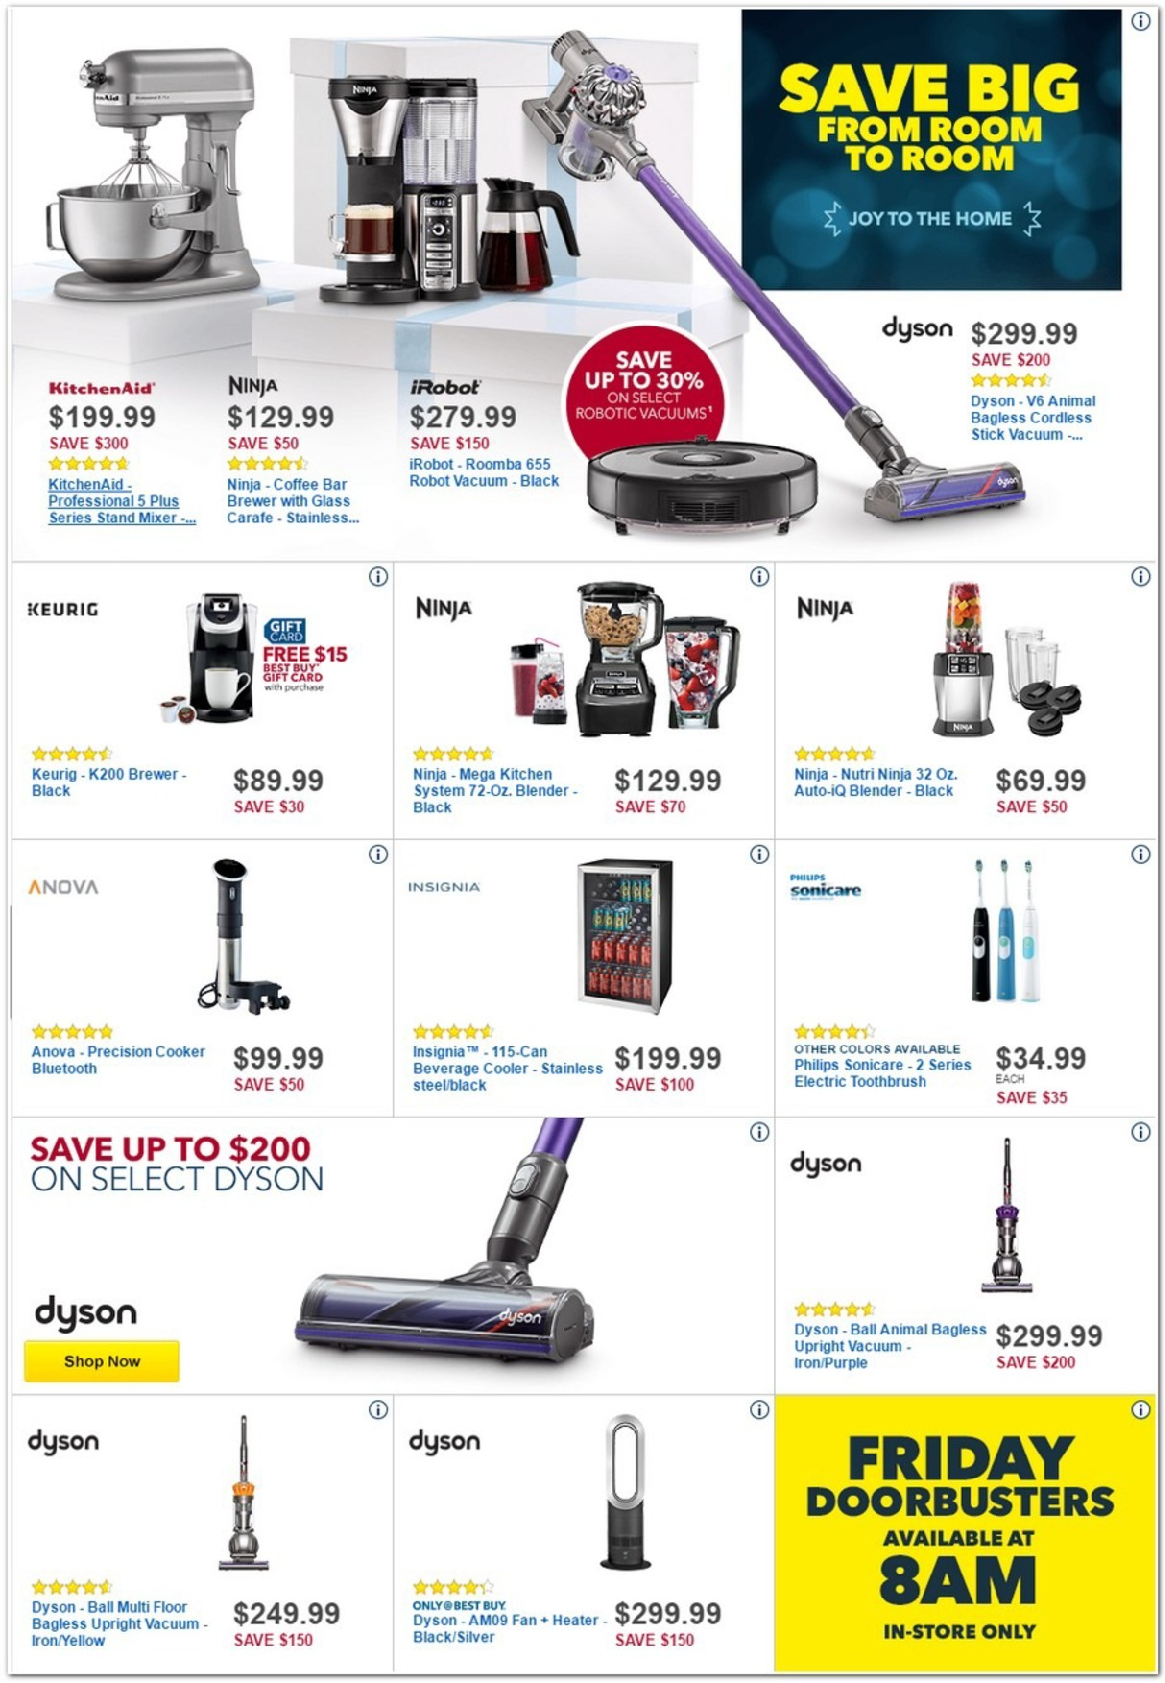 SAVE BIG
FROM ROOM
TO ROOM
JOY TO THE HOME
KitchenAid
$199.99
SAVE $300
KitchenAid -
Professional 5 Plus
Series Stand Mixer -...
NINJA
NINJA
$129.99
SAVE $50
Ninja - Coffee Bar
Brewer with Glass
Carafe - Stainless...
iRobot
$279.99
SAVE $150
iRobot - Roomba 655
Robot Vacuum - Black
SAVE
UP TO 30%
ON SELECT
ROBOTIC VACUUMS¹
dyson
dyson
$299.99
SAVE $200
Dyson - V6 Animal
Bagless Cordless
Stick Vacuum -...
dyson
KEURIG
GIFT
CARD
FREE $15
BEST BUY
GIFT CARD
with purchase
Keurig - K200 Brewer -
Black
$89.99
SAVE $30
NINJA
Ninja - Mega Kitchen
System 72-Oz. Blender -
Black
$129.99
SAVE $70
NINJA
NINJA
Ninja - Nutri Ninja 32 Oz.
Auto-iQ Blender - Black
$69.99
SAVE $50
ANOVA
Anova - Precision Cooker
Bluetooth
$99.99
SAVE $50
INSIGNIA
Insignia™ - 115-Can
Beverage Cooler - Stainless
steel/black
$199.99
SAVE $100
PHILIPS
sonicare
OTHER COLORS AVAILABLE
Philips Sonicare - 2 Series
Electric Toothbrush
$34.99
EACH
SAVE $35
SAVE UP TO $200
ON SELECT DYSON
dyson
Shop Now
dyson
dyson
Dyson - Ball Animal Bagless
Upright Vacuum -
Iron/Purple
$299.99
SAVE $200
dyson
Dyson - Ball Multi Floor
Bagless Upright Vacuum -
Iron/Yellow
$249.99
SAVE $150
dyson
ONLY@BEST BUY.
Dyson - AM09 Fan + Heater -
Black/Silver
$299.99
SAVE $150
FRIDAY
DOORBUSTERS
AVAILABLE AT
8AM
IN-STORE ONLY